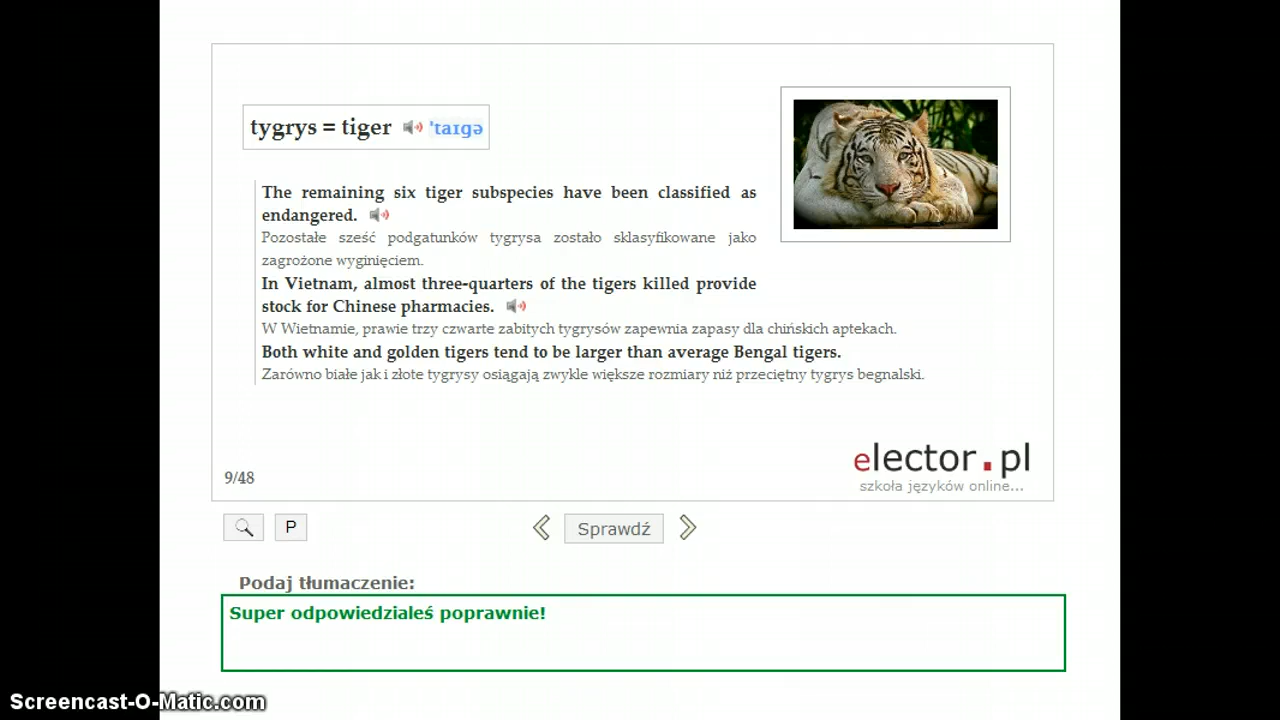 tygrys = tiger 'taɪgə
The remaining six tiger subspecies have been classified as
endangered.
Pozostałe sześć podgatunków tygrysa zostało sklasyfikowane jako
zagrożone wyginięciem.
In Vietnam, almost three-quarters of the tigers killed provide
stock for Chinese pharmacies.
W Wietnamie, prawie trzy czwarte zabitych tygrysów zapewnia zapasy dla chińskich aptekach.
Both white and golden tigers tend to be larger than average Bengal tigers.
Zarówno białe jak i złote tygrysy osiągają zwykle większe rozmiary niż przeciętny tygrys begnalski.
9/48
elector.pl
szkoła języków online...
P
Sprawdź
Podaj tłumaczenie:
Super odpowiedziałeś poprawnie!
Screencast-O-Matic.com